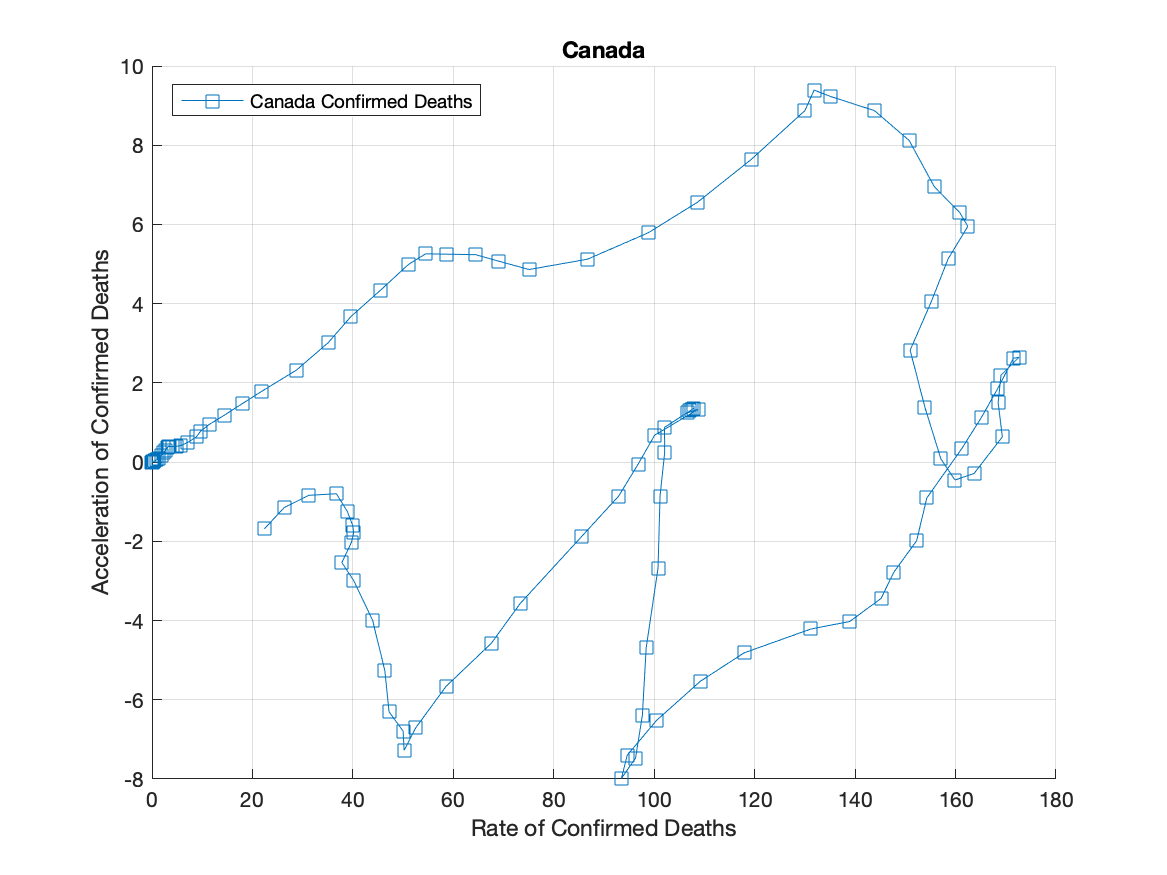 Canada
Canada Confirmed Deaths
Acceleration of Confirmed Deaths
10
8
6
4
2
0
-2
-4
-6
-8
0 20 40 60 80 100 120 140 160 180
Rate of Confirmed Deaths